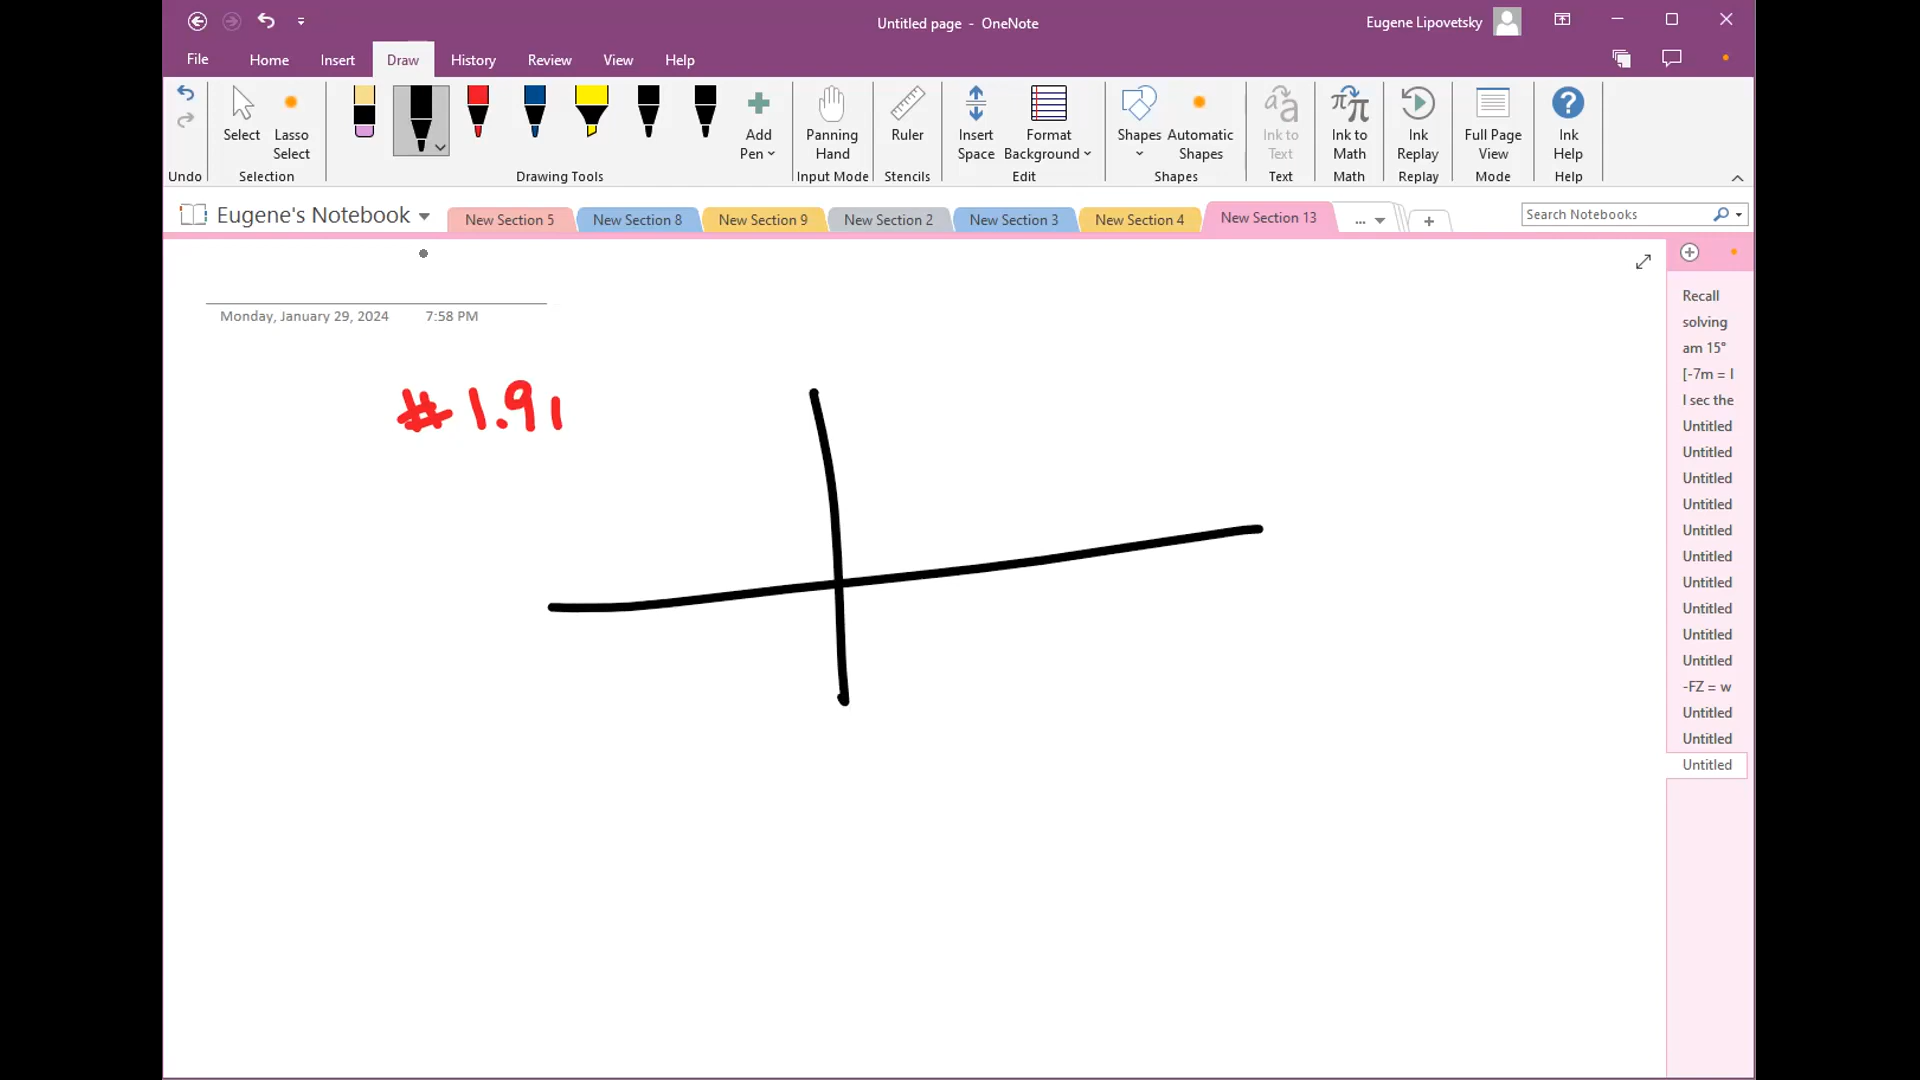 Untitled page - OneNote
Eugene Lipovetsky
File Home Insert Draw History Review View Help
Select
Lasso Select
Add Pen
Panning Hand
Ruler
Insert Space
Format Background
Shapes
Automatic Shapes
Ink to Text
Ink to Math
Ink Replay
Full Page View
Ink Help
Undo Selection Drawing Tools Input Mode Stencils Edit Shapes Text Math Replay Mode Help
Eugene's Notebook New Section 5 New Section 8 New Section 9 New Section 2 New Section 3 New Section 4 New Section 13 ... Search Notebooks
Monday, January 29, 2024 7:58 PM
#1.91
Recall
solving
am 15°
[-7m = I
I sec the
Untitled
Untitled
Untitled
Untitled
Untitled
Untitled
Untitled
Untitled
Untitled
Untitled
-FZ = w
Untitled
Untitled
Untitled